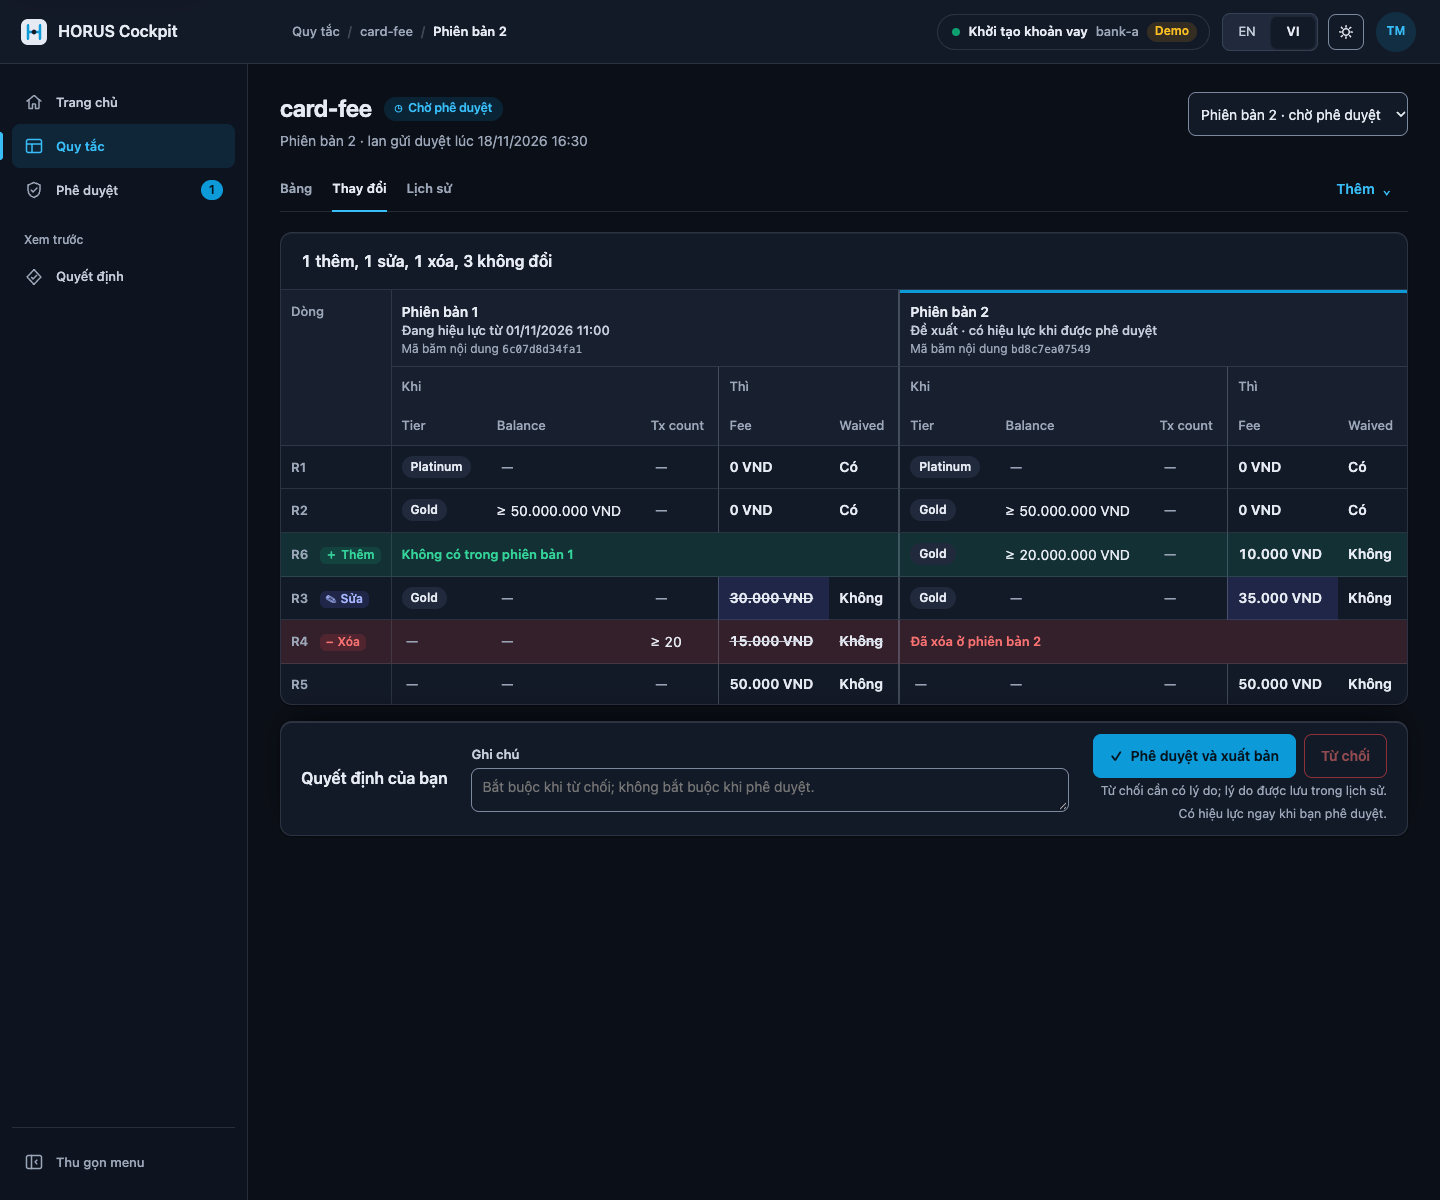 HORUS Cockpit
Quy tắc / card-fee / Phiên bản 2
Khởi tạo khoản vay bank-a Demo
EN VI
TM
Trang chủ
Quy tắc
Phê duyệt 1
Xem trước
Quyết định
Thu gọn menu
card-fee Chờ phê duyệt
Phiên bản 2 · lan gửi duyệt lúc 18/11/2026 16:30
Phiên bản 2 · chờ phê duyệt
Bảng Thay đổi Lịch sử
Thêm
1 thêm, 1 sửa, 1 xóa, 3 không đổi
Dòng
Phiên bản 1
Đang hiệu lực từ 01/11/2026 11:00
Mã băm nội dung 6c07d8d34fa1
Phiên bản 2
Đề xuất · có hiệu lực khi được phê duyệt
Mã băm nội dung bd8c7ea07549
Khi Thì Khi Thì
Tier Balance Tx count Fee Waived Tier Balance Tx count Fee Waived
R1 Platinum — — 0 VND Có Platinum — — 0 VND Có
R2 Gold ≥ 50.000.000 VND — 0 VND Có Gold ≥ 50.000.000 VND — 0 VND Có
R6 + Thêm Không có trong phiên bản 1 Gold ≥ 20.000.000 VND — 10.000 VND Không
R3 ✎ Sửa Gold — — 30.000 VND Không Gold — — 35.000 VND Không
R4 − Xóa — — ≥ 20 15.000 VND Không Đã xóa ở phiên bản 2
R5 — — — 50.000 VND Không — — — 50.000 VND Không
Quyết định của bạn
Ghi chú
Bắt buộc khi từ chối; không bắt buộc khi phê duyệt.
✓ Phê duyệt và xuất bản
Từ chối
Từ chối cần có lý do; lý do được lưu trong lịch sử.
Có hiệu lực ngay khi bạn phê duyệt.